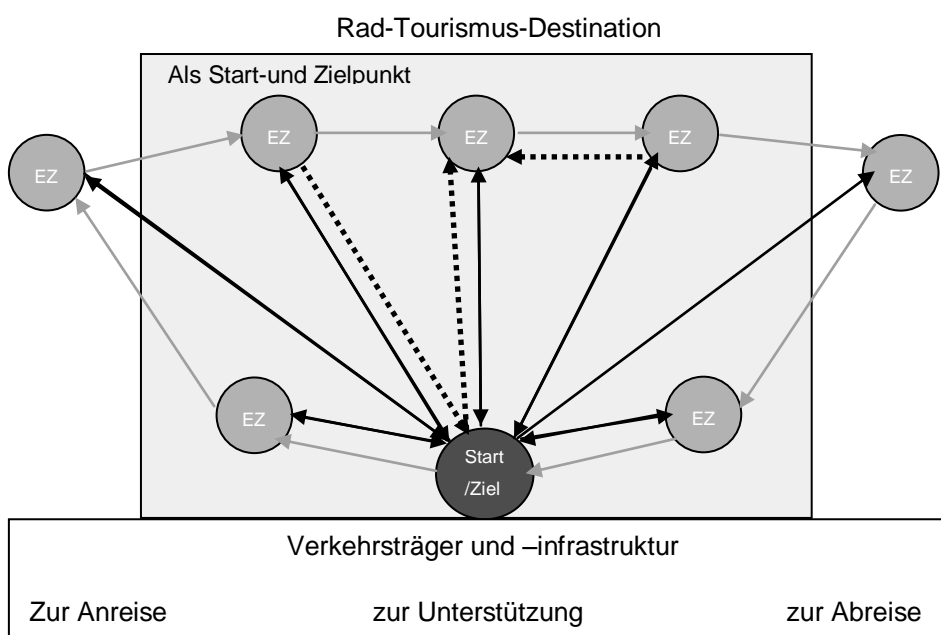 Rad-Tourismus-Destination
Als Start-und Zielpunkt
EZ
EZ
EZ
EZ
EZ
EZ
EZ
Start
/Ziel
Verkehrsträger und –infrastruktur
Zur Anreise zur Unterstützung zur Abreise